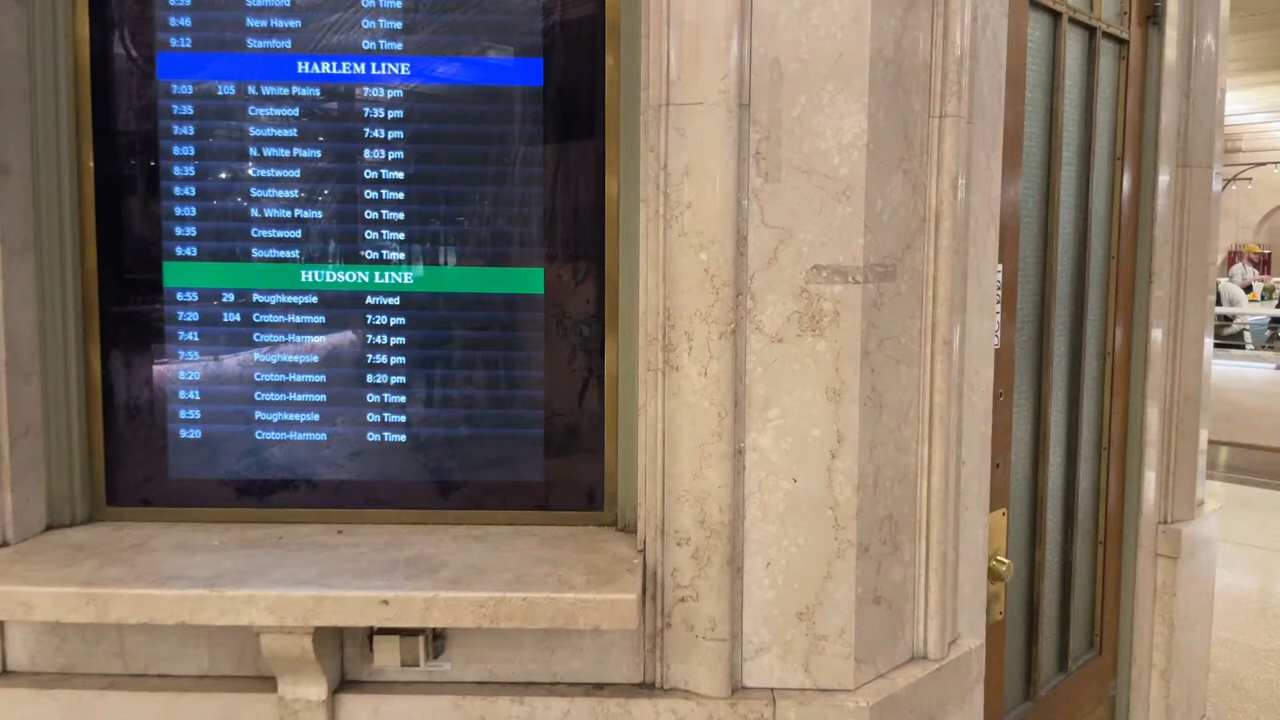 8:39 Stamford On Time
8:46 New Haven On Time
9:12 Stamford On Time
HARLEM LINE
7:03 105 N. White Plains 7:03 pm
7:35 Crestwood 7:35 pm
7:43 Southeast 7:43 pm
8:03 N. White Plains 8:03 pm
8:35 Crestwood On Time
8:43 Southeast On Time
9:03 N. White Plains On Time
9:35 Crestwood On Time
9:43 Southeast On Time
HUDSON LINE
6:55 29 Poughkeepsie Arrived
7:20 104 Croton-Harmon 7:20 pm
7:41 Croton-Harmon 7:43 pm
7:55 Poughkeepsie 7:56 pm
8:20 Croton-Harmon 8:20 pm
8:41 Croton-Harmon On Time
8:55 Poughkeepsie On Time
9:20 Croton-Harmon On Time